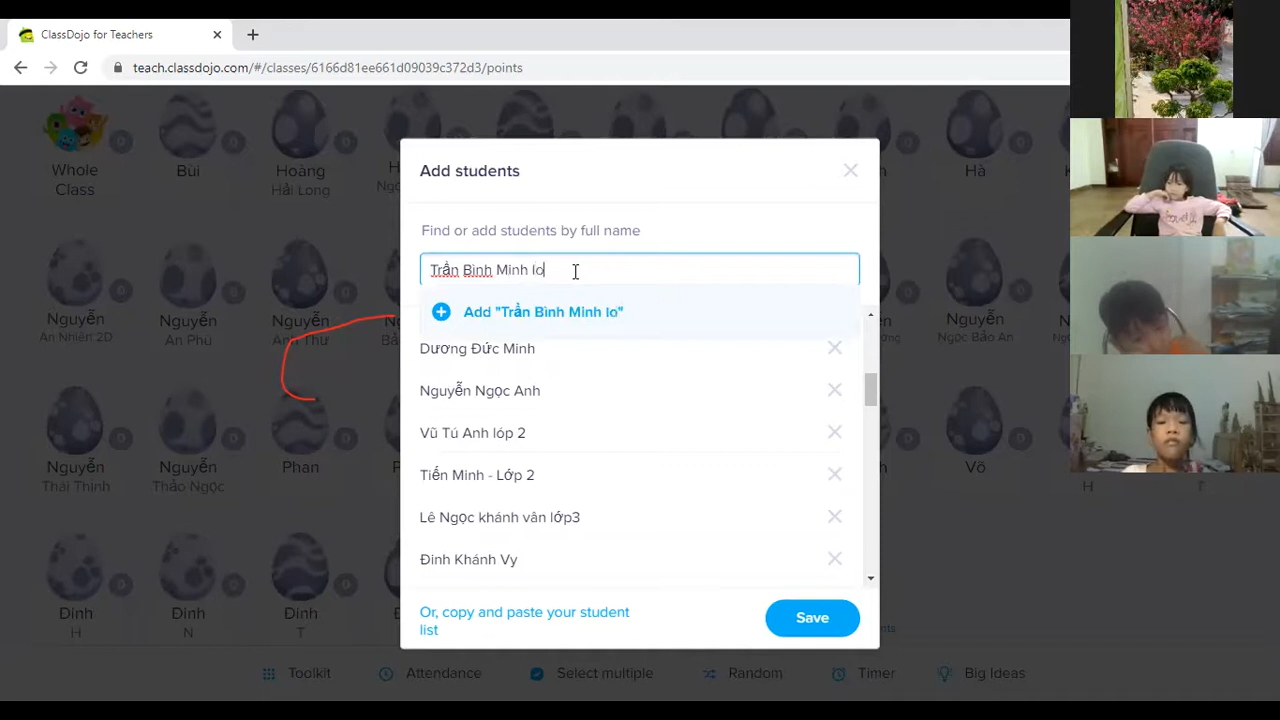 ClassDojo for Teachers
teach.classdojo.com/#/classes/6166d81ee661d09039c372d3/points
Whole Class
Bùi
Hoàng
Hải Long
Hà
Add students
Find or add students by full name
Trần Bình Minh lo
Add "Trần Bình Minh lo"
Dương Đức Minh
Nguyễn Ngọc Anh
Vũ Tú Anh lóp 2
Tiến Minh - Lớp 2
Lê Ngọc khánh vân lớp3
Đinh Khánh Vy
Or, copy and paste your student list
Save
Nguyễn
An Nhiên 2D
Nguyễn
An Phú
Nguyễn
Anh Thư
Nguyễn
Ngọc Bảo An
Nguyễn
Thái Thịnh
Nguyễn
Thảo Ngọc
Phan
Võ
H
T
Đinh
H
Đinh
N
Đinh
T
Toolkit
Attendance
Select multiple
Random
Timer
Big Ideas